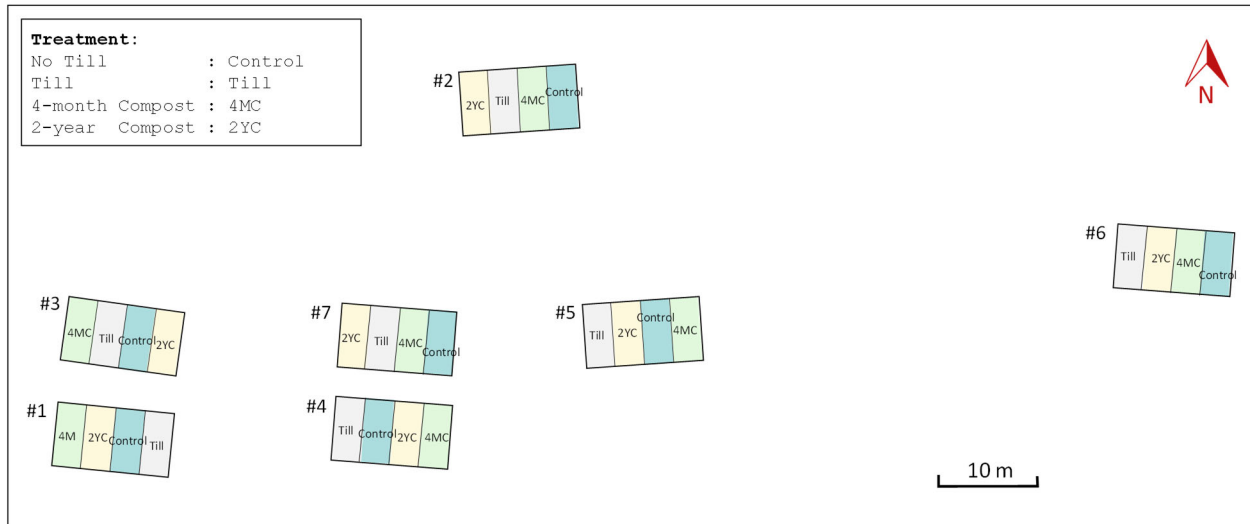 Treatment:
No Till : Control
Till : Till
4-month Compost : 4MC
2-year Compost : 2YC
#2
2YC Till 4MC Control
N
#6
Till 2YC 4MC Control
#3
4MC Till Control 2YC
#7
2YC Till 4MC Control
#5
Till 2YC Control 4MC
#1
4M 2YC Control Till
#4
Till Control 2YC 4MC
10 m